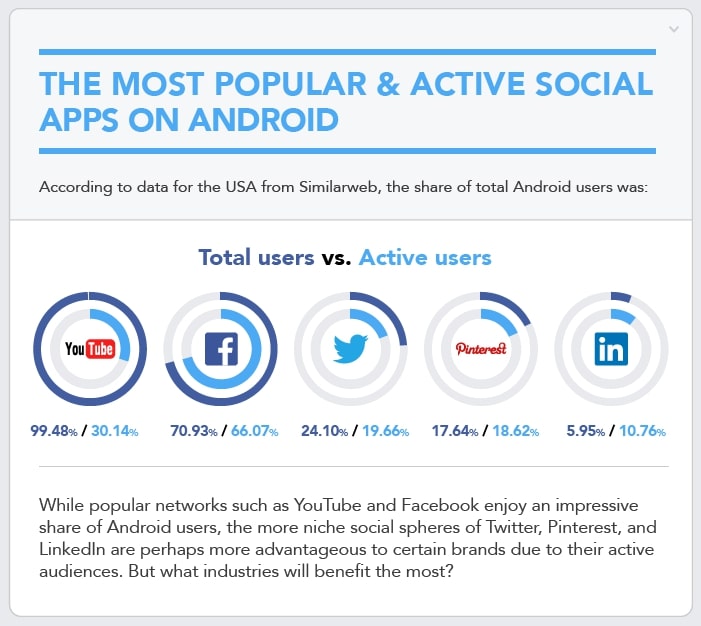 THE MOST POPULAR & ACTIVE SOCIAL
APPS ON ANDROID
According to data for the USA from Similarweb, the share of total Android users was:
Total users vs. Active users
YouTube
f
Pinterest
in
99.48% / 30.14%
70.93% / 66.07%
24.10% / 19.66%
17.64% / 18.62%
5.95% / 10.76%
While popular networks such as YouTube and Facebook enjoy an impressive
share of Android users, the more niche social spheres of Twitter, Pinterest, and
LinkedIn are perhaps more advantageous to certain brands due to their active
audiences. But what industries will benefit the most?